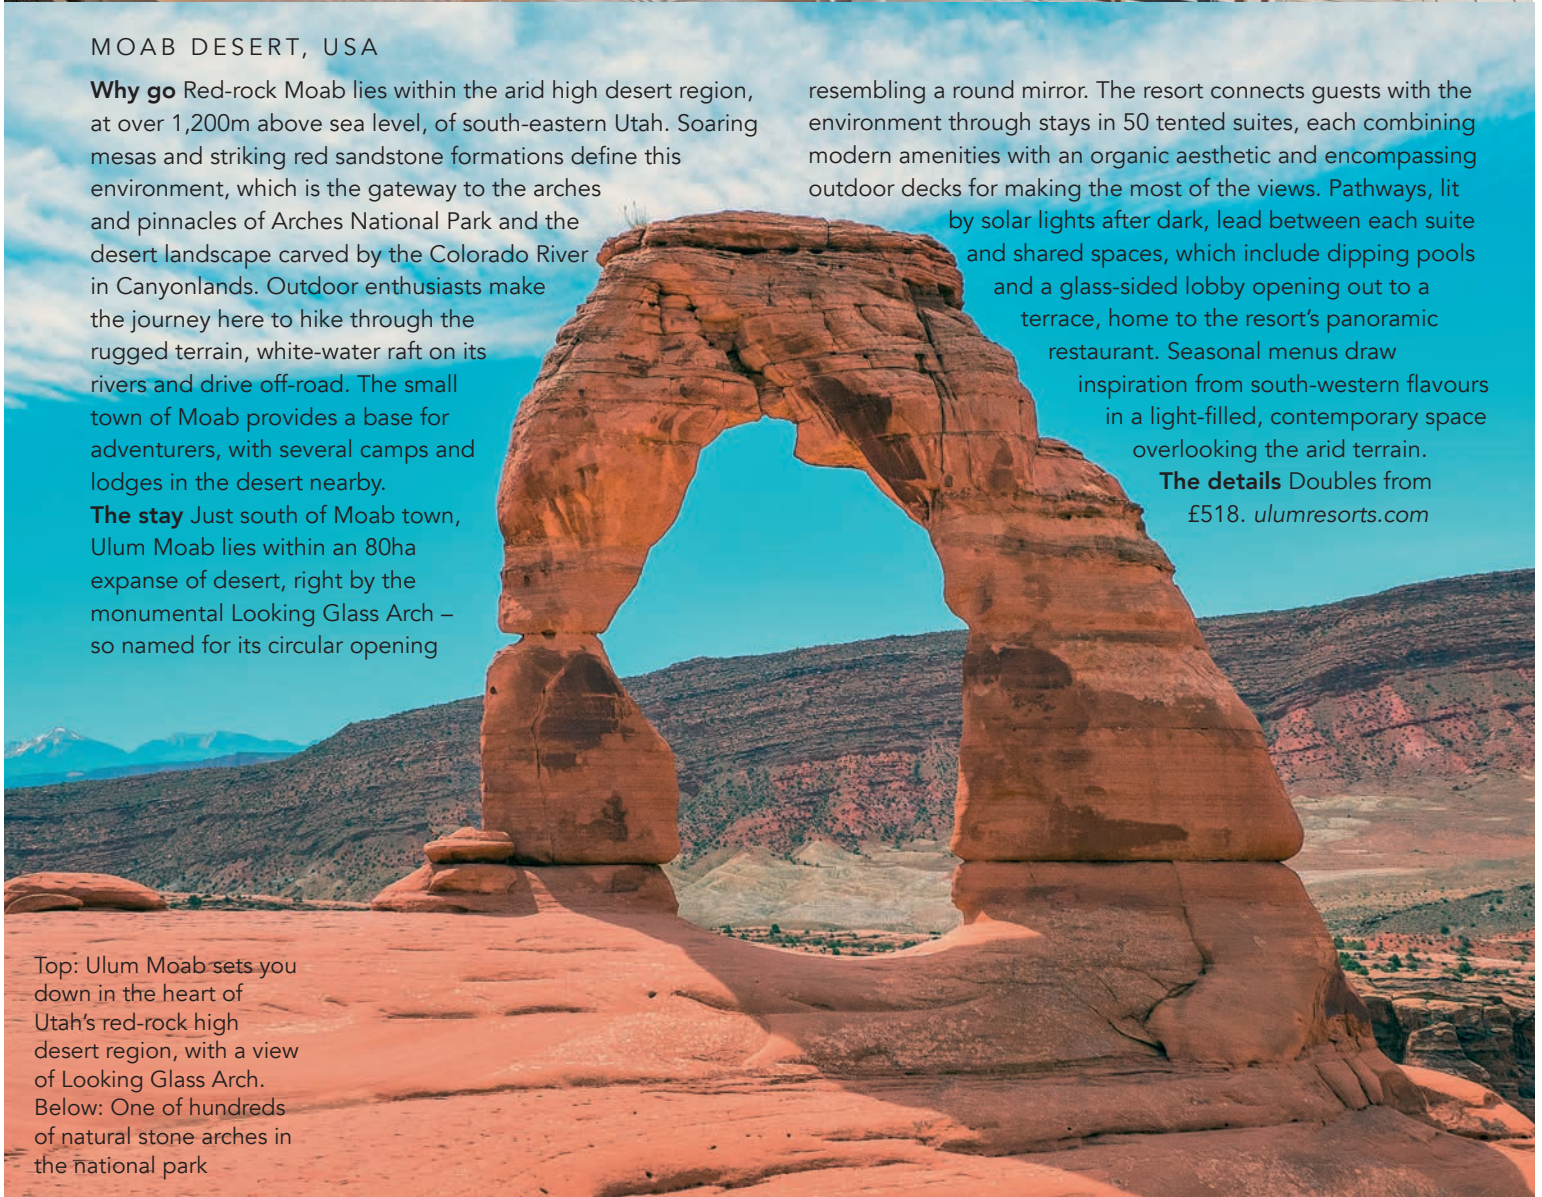 MOAB DESERT, USA
Why go Red-rock Moab lies within the arid high desert region,
at over 1,200m above sea level, of south-eastern Utah. Soaring
mesas and striking red sandstone formations define this
environment, which is the gateway to the arches
and pinnacles of Arches National Park and the
desert landscape carved by the Colorado River
in Canyonlands. Outdoor enthusiasts make
the journey here to hike through the
rugged terrain, white-water raft on its
rivers and drive off-road. The small
town of Moab provides a base for
adventurers, with several camps and
lodges in the desert nearby.
The stay Just south of Moab town,
Ulum Moab lies within an 80ha
expanse of desert, right by the
monumental Looking Glass Arch –
so named for its circular opening
resembling a round mirror. The resort connects guests with the
environment through stays in 50 tented suites, each combining
modern amenities with an organic aesthetic and encompassing
outdoor decks for making the most of the views. Pathways, lit
by solar lights after dark, lead between each suite
and shared spaces, which include dipping pools
and a glass-sided lobby opening out to a
terrace, home to the resort's panoramic
restaurant. Seasonal menus draw
inspiration from south-western flavours
in a light-filled, contemporary space
overlooking the arid terrain.
The details Doubles from
£518. ulumresorts.com
Top: Ulum Moab sets you
down in the heart of
Utah's red-rock high
desert region, with a view
of Looking Glass Arch.
Below: One of hundreds
of natural stone arches in
the national park